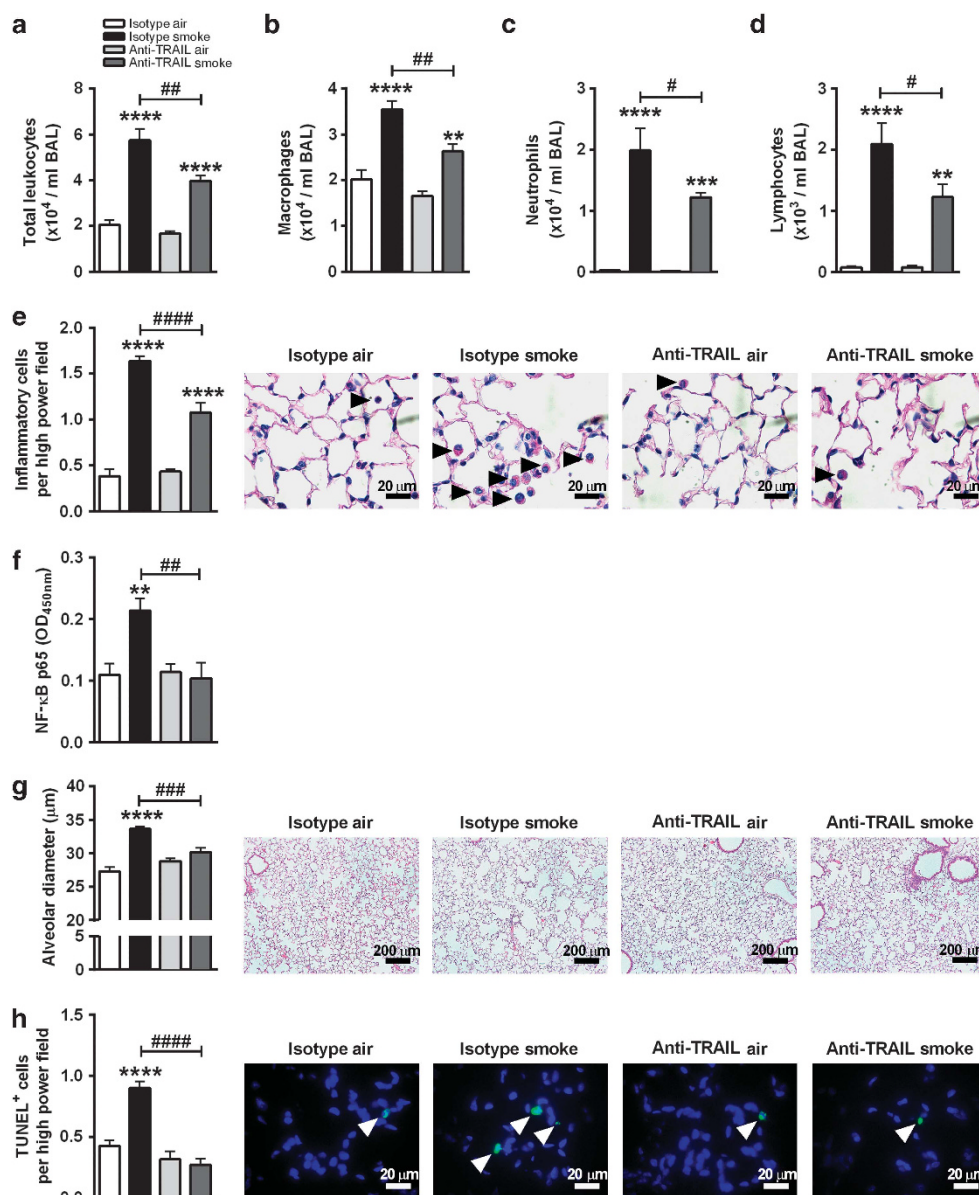 a
b
c
d
Isotype air
Isotype smoke
Anti-TRAIL air
Anti-TRAIL smoke
Total leukocytes
(x10⁴ / ml BAL)
8
6
4
2
0
****
##
****
Macrophages
(x10⁴ / ml BAL)
4
3
2
1
0
****
##
**
Neutrophils
(x10⁴ / ml BAL)
3
2
1
0
****
#
***
Lymphocytes
(x10³ / ml BAL)
3
2
1
0
****
#
**
e
Inflammatory cells
per high power field
2.0
1.5
1.0
0.5
0.0
****
####
****
Isotype air
Isotype smoke
Anti-TRAIL air
Anti-TRAIL smoke
20 μm
20 μm
20 μm
20 μm
f
NF-κB p65 (OD450nm)
0.3
0.2
0.1
0.0
**
##
g
Alveolar diameter (μm)
40
35
30
25
20
5
0
****
###
Isotype air
Isotype smoke
Anti-TRAIL air
Anti-TRAIL smoke
200 μm
200 μm
200 μm
200 μm
h
TUNEL⁺ cells
per high power field
1.5
1.0
0.5
****
####
Isotype air
Isotype smoke
Anti-TRAIL air
Anti-TRAIL smoke
20 μm
20 μm
20 μm
20 μm